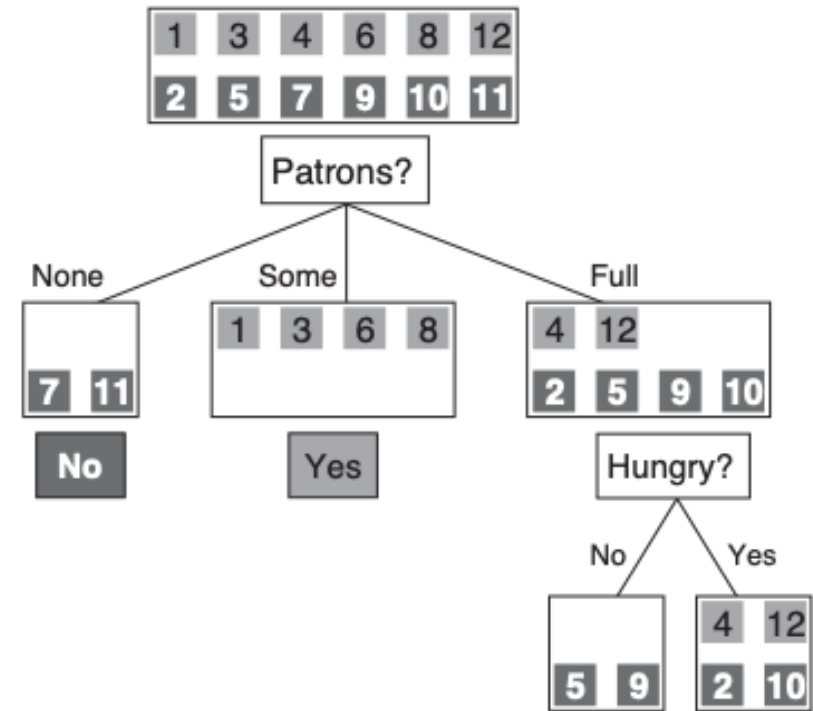 1 3 4 6 8 12
2 5 7 9 10 11
Patrons?
None Some Full
1 3 6 8 4 12
7 11 2 5 9 10
No Yes Hungry?
No Yes
4 12
5 9 2 10